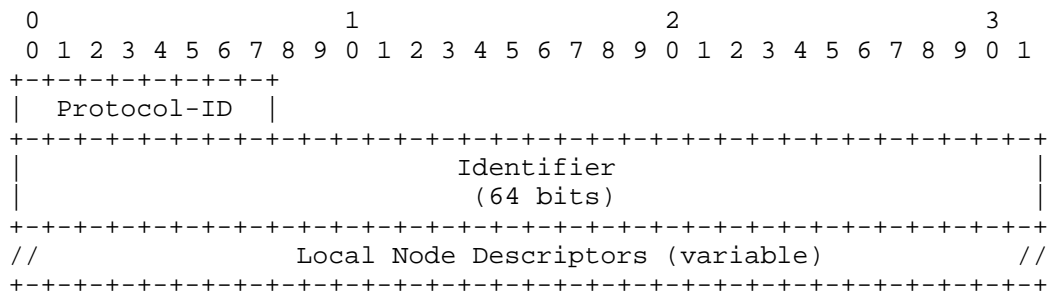 0                   1                   2                   3
 0 1 2 3 4 5 6 7 8 9 0 1 2 3 4 5 6 7 8 9 0 1 2 3 4 5 6 7 8 9 0 1
+-+-+-+-+-+-+-+-+
|  Protocol-ID  |
+-+-+-+-+-+-+-+-+-+-+-+-+-+-+-+-+-+-+-+-+-+-+-+-+-+-+-+-+-+-+-+-+
|                           Identifier                          |
|                            (64 bits)                          |
+-+-+-+-+-+-+-+-+-+-+-+-+-+-+-+-+-+-+-+-+-+-+-+-+-+-+-+-+-+-+-+-+
//                Local Node Descriptors (variable)            //
+-+-+-+-+-+-+-+-+-+-+-+-+-+-+-+-+-+-+-+-+-+-+-+-+-+-+-+-+-+-+-+-+